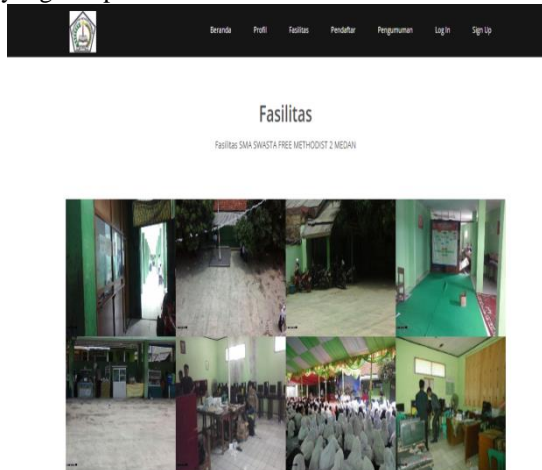 Beranda Profil Fasilitas Pendaftar Pengumuman Log In Sign Up
Fasilitas
Fasilitas SMA SWASTA FREE METHODIST 2 MEDAN